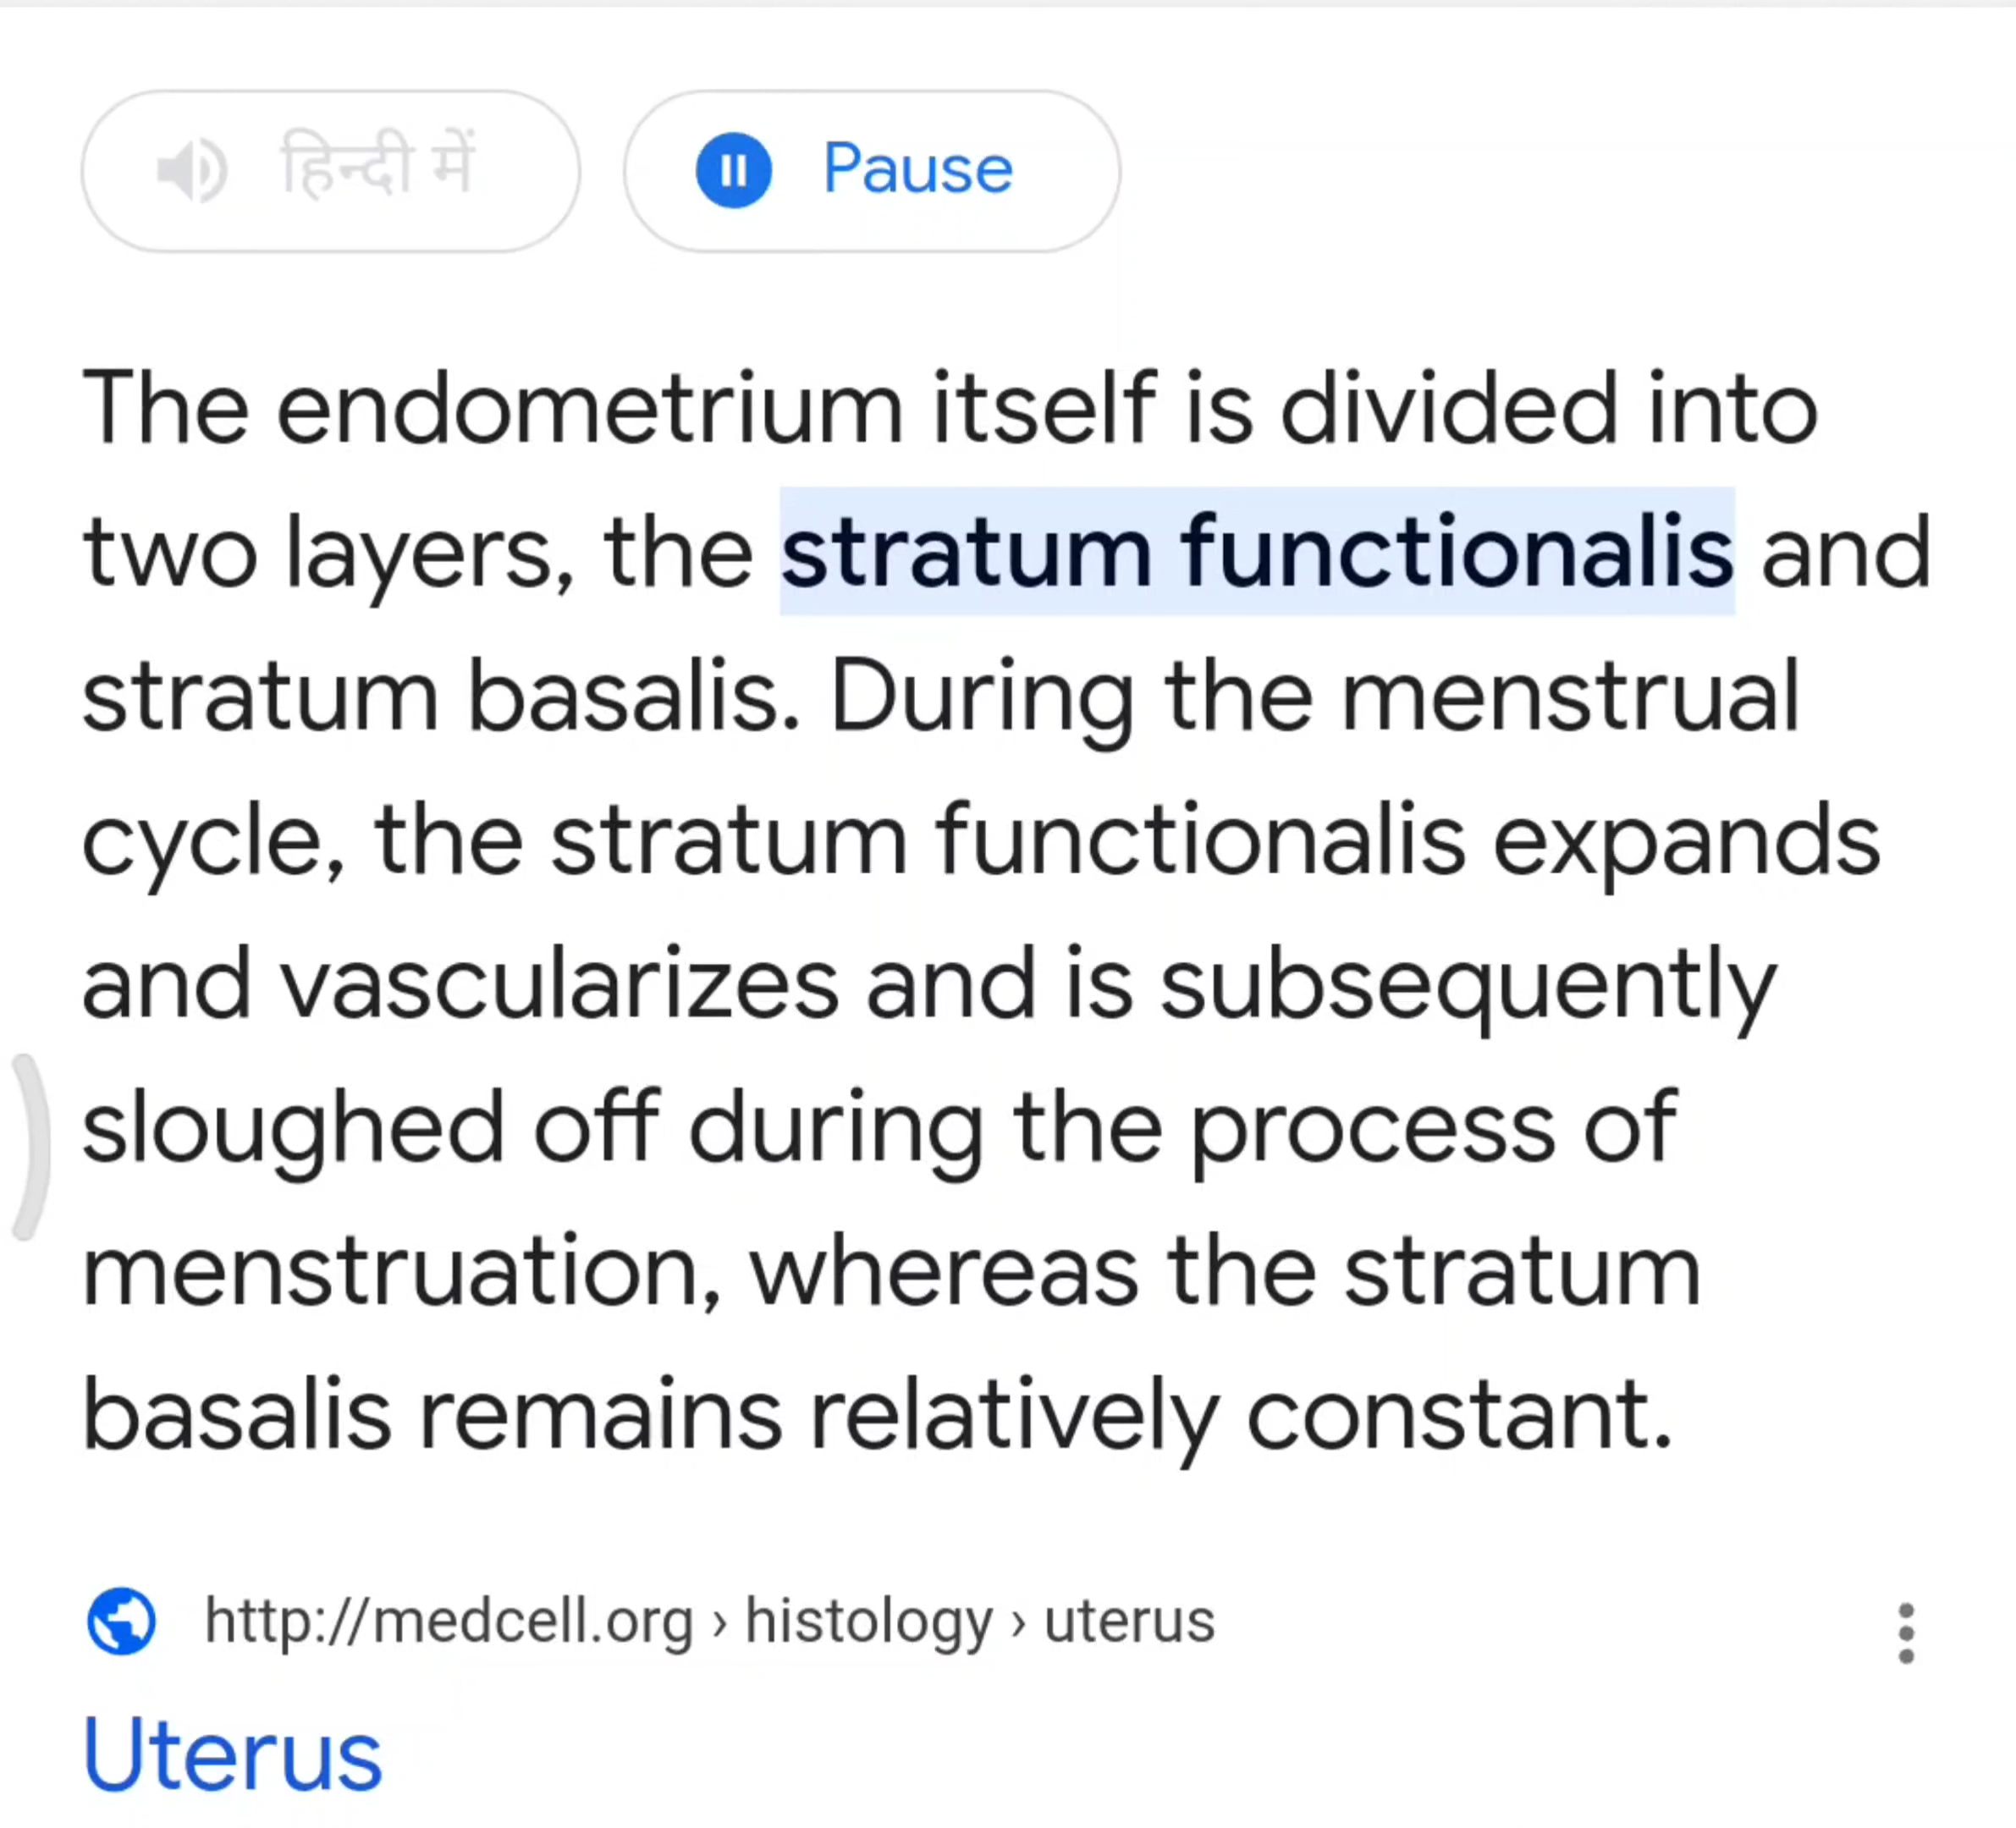 हिन्दी में
Pause
The endometrium itself is divided into
two layers, the stratum functionalis and
stratum basalis. During the menstrual
cycle, the stratum functionalis expands
and vascularizes and is subsequently
sloughed off during the process of
menstruation, whereas the stratum
basalis remains relatively constant.
http://medcell.org › histology › uterus
Uterus